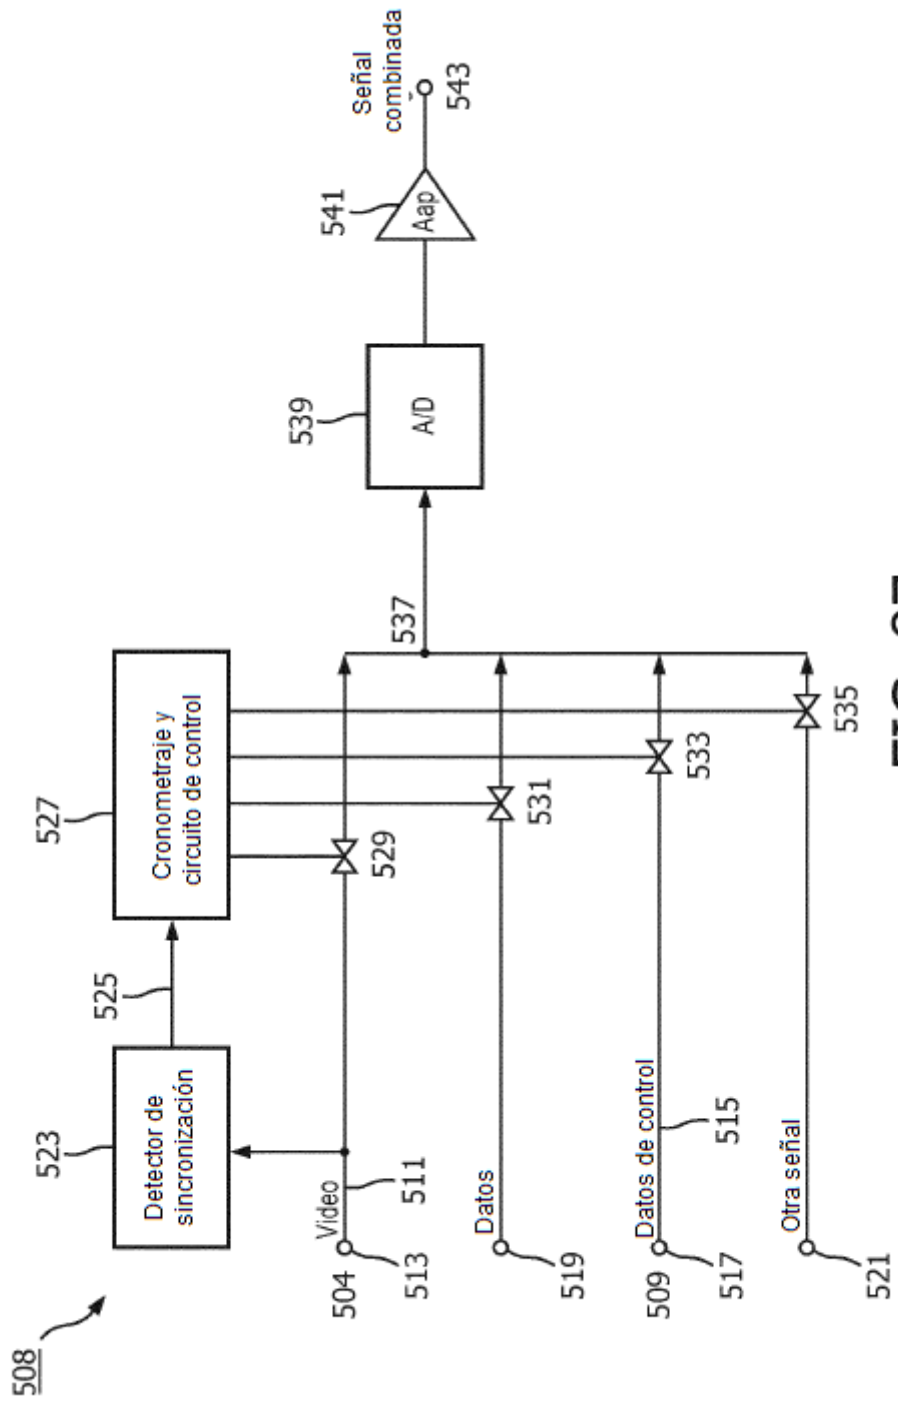 508
523
Detector de
sincronización
525
527
Cronometraje y
circuito de control
504
513
Video
511
529
519
Datos
531
509
517
Datos de control
515
533
521
Otra señal
535
537
539
A/D
541
Aap
Señal
combinada
543